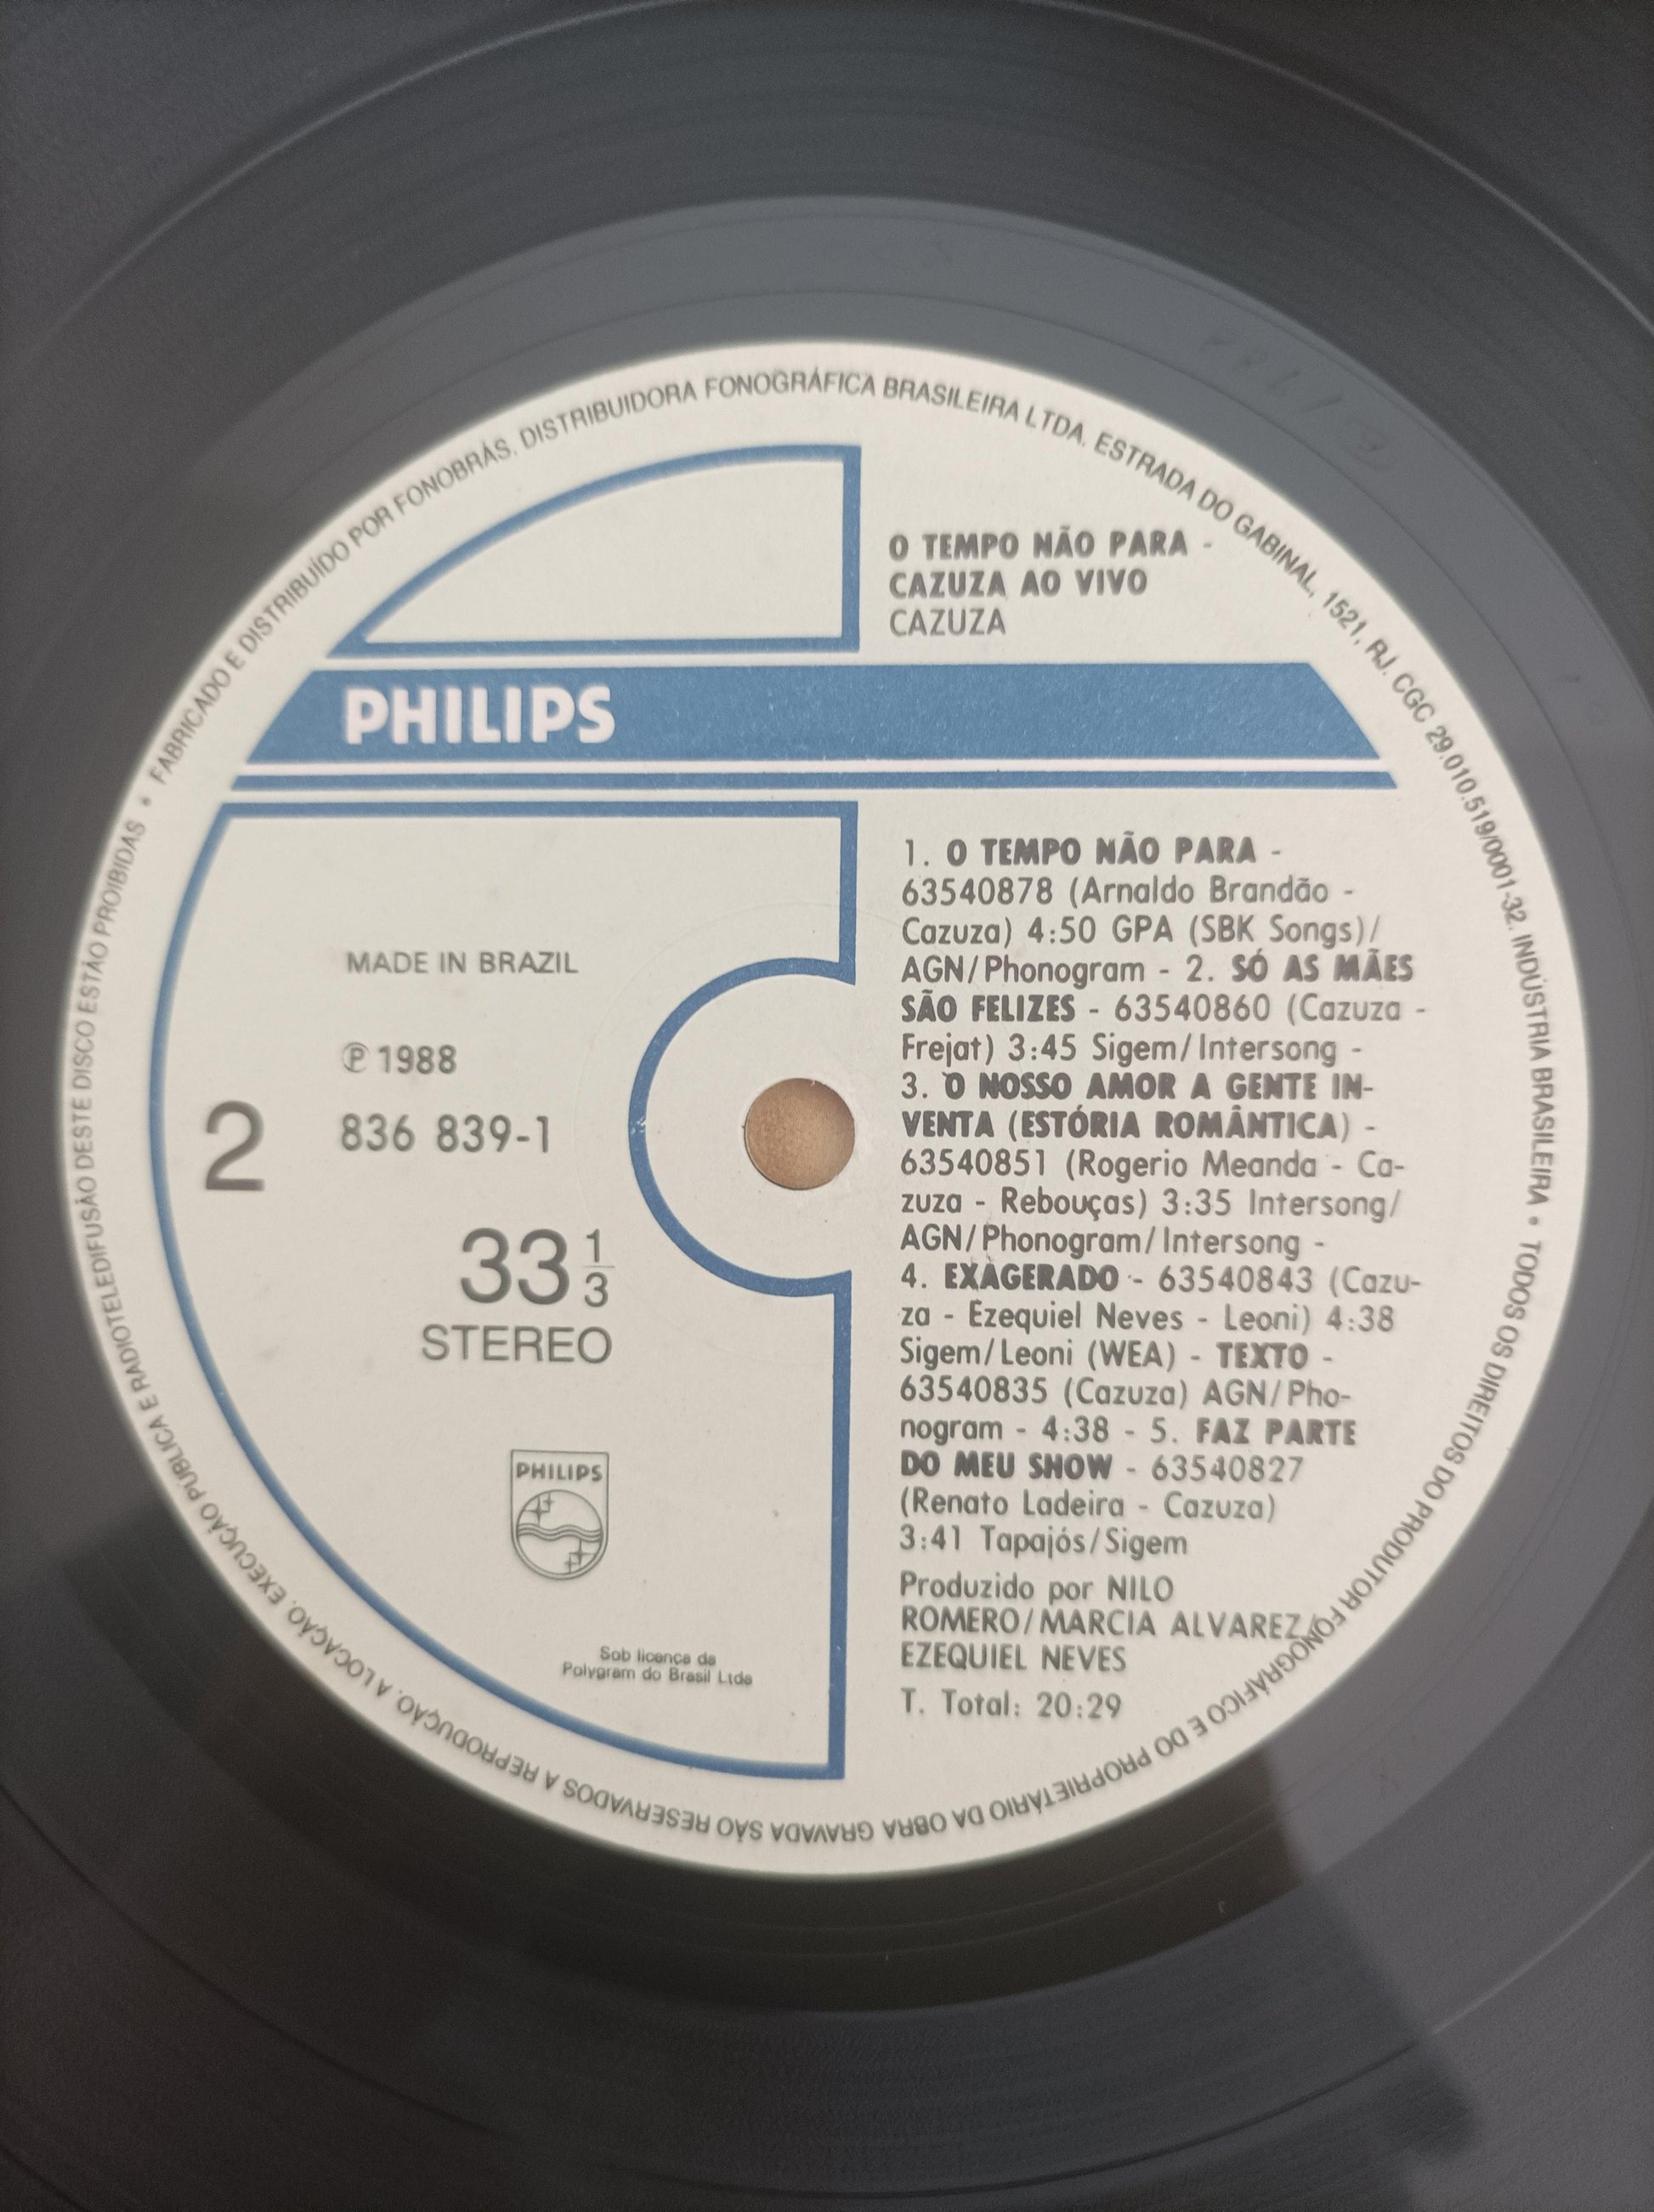 FABRICADO E DISTRIBUÍDO POR FONOBRÁS. DISTRIBUIDORA FONOGRÁFICA BRASILEIRA LTDA. ESTRADA DO GABINAL, 1521, RJ. CGC 29.010.519/0001-32. INDÚSTRIA BRASILEIRA • TODOS OS DIREITOS DO PRODUTOR FONOGRÁFICO E DO PROPRIETÁRIO DA OBRA GRAVADA SÃO RESERVADOS A REPRODUÇÃO. A LOCAÇÃO. EXECUÇÃO PÚBLICA E RADIOTELEDIFUSÃO DESTE DISCO ESTÃO PROIBIDAS •
O TEMPO NÃO PARA -
CAZUZA AO VIVO
CAZUZA
PHILIPS
MADE IN BRAZIL
℗ 1988
2
836 839-1
33 1/3
STEREO
PHILIPS
Sob licença da
Polygram do Brasil Ltda
1. O TEMPO NÃO PARA -
63540878 (Arnaldo Brandão -
Cazuza) 4:50 GPA (SBK Songs)/
AGN/Phonogram - 2. SÓ AS MÃES
SÃO FELIZES - 63540860 (Cazuza -
Frejat) 3:45 Sigem/Intersong -
3. O NOSSO AMOR A GENTE IN-
VENTA (ESTÓRIA ROMÂNTICA) -
63540851 (Rogerio Meanda - Ca-
zuza - Rebouças) 3:35 Intersong/
AGN/Phonogram/Intersong -
4. EXAGERADO - 63540843 (Cazu-
za - Ezequiel Neves - Leoni) 4:38
Sigem/Leoni (WEA) - TEXTO -
63540835 (Cazuza) AGN/Pho-
nogram - 4:38 - 5. FAZ PARTE
DO MEU SHOW - 63540827
(Renato Ladeira - Cazuza)
3:41 Tapajós/Sigem
Produzido por NILO
ROMERO/MARCIA ALVAREZ/
EZEQUIEL NEVES
T. Total: 20:29